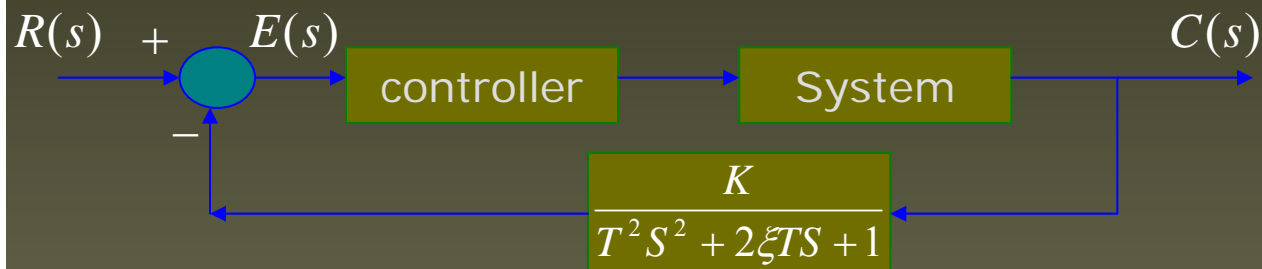 R(s) + E(s) C(s)
controller System
−
K
T²S² + 2ξTS + 1